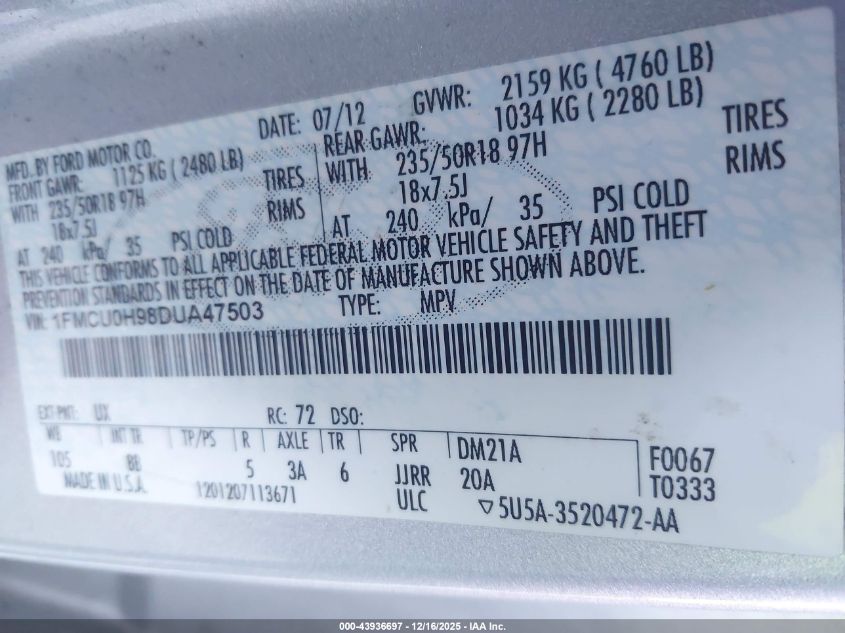 MFD. BY FORD MOTOR CO.
DATE: 07/12
GVWR: 2159 KG ( 4760 LB)
FRONT GAWR: 1125 KG ( 2480 LB)
REAR GAWR: 1034 KG ( 2280 LB)
WITH 235/50R18 97H TIRES
WITH 235/50R18 97H TIRES
18x7.5J RIMS
18x7.5J RIMS
AT 240 kPa/ 35 PSI COLD
AT 240 kPa/ 35 PSI COLD
THIS VEHICLE CONFORMS TO ALL APPLICABLE FEDERAL MOTOR VEHICLE SAFETY AND THEFT
PREVENTION STANDARDS IN EFFECT ON THE DATE OF MANUFACTURE SHOWN ABOVE.
VIN: 1FMCU0H98DUA47503
TYPE: MPV
EXT-PNT: UX RC: 72 DSO:
WB INT TR TP/PS R AXLE TR SPR DM21A F0067
105 BB 5 3A 6 JJRR 20A T0333
MADE IN U.S.A. 1201207113671 ULC 5U5A-3520472-AA
000-43936697 - 12/16/2025 - IAA Inc.